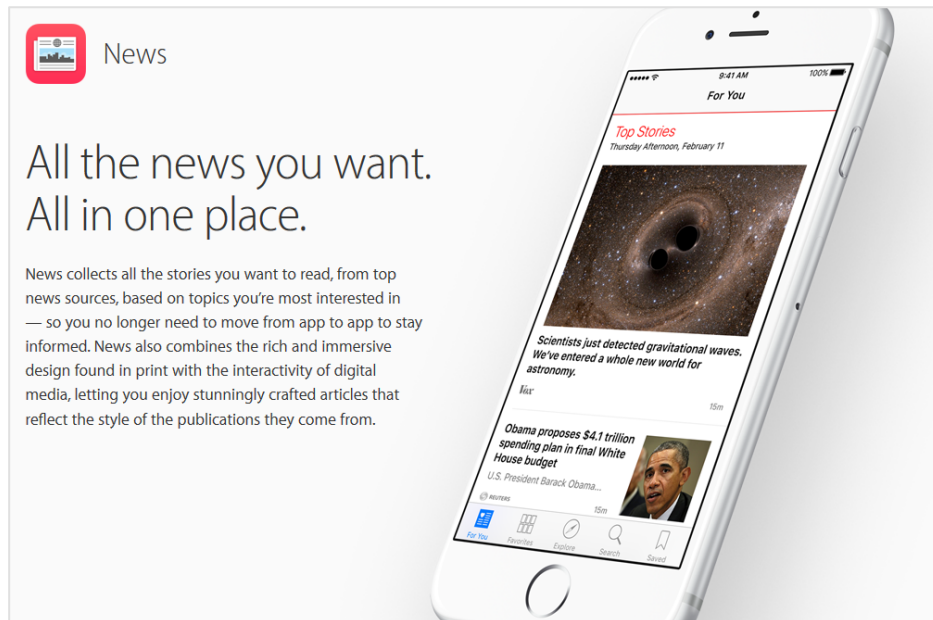 News
All the news you want.
All in one place.
News collects all the stories you want to read, from top
news sources, based on topics you’re most interested in
— so you no longer need to move from app to app to stay
informed. News also combines the rich and immersive
design found in print with the interactivity of digital
media, letting you enjoy stunningly crafted articles that
reflect the style of the publications they come from.
9:41 AM
100%
For You
Top Stories
Thursday Afternoon, February 11
Scientists just detected gravitational waves.
We’ve entered a whole new world for
astronomy.
Vox
15m
Obama proposes $4.1 trillion
spending plan in final White
House budget
U.S. President Barack Obama...
REUTERS
15m
For You
Favorites
Explore
Search
Saved